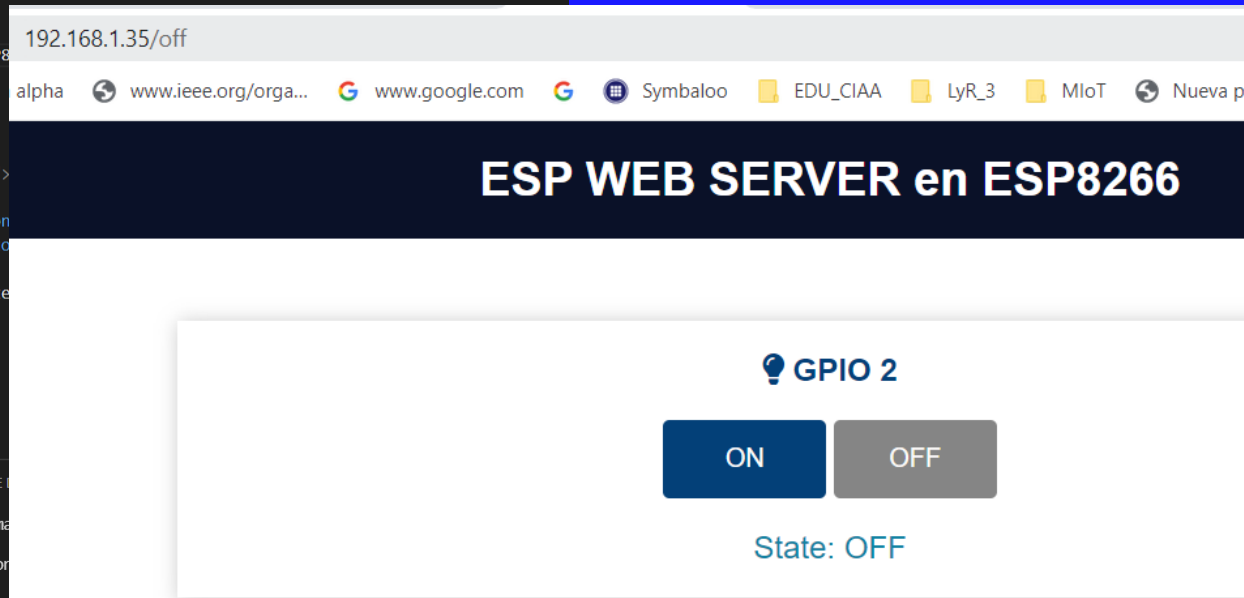 192.168.1.35/off
alpha www.ieee.org/orga... www.google.com Symbaloo EDU_CIAA LyR_3 MIoT Nueva p
ESP WEB SERVER en ESP8266
GPIO 2
ON OFF
State: OFF